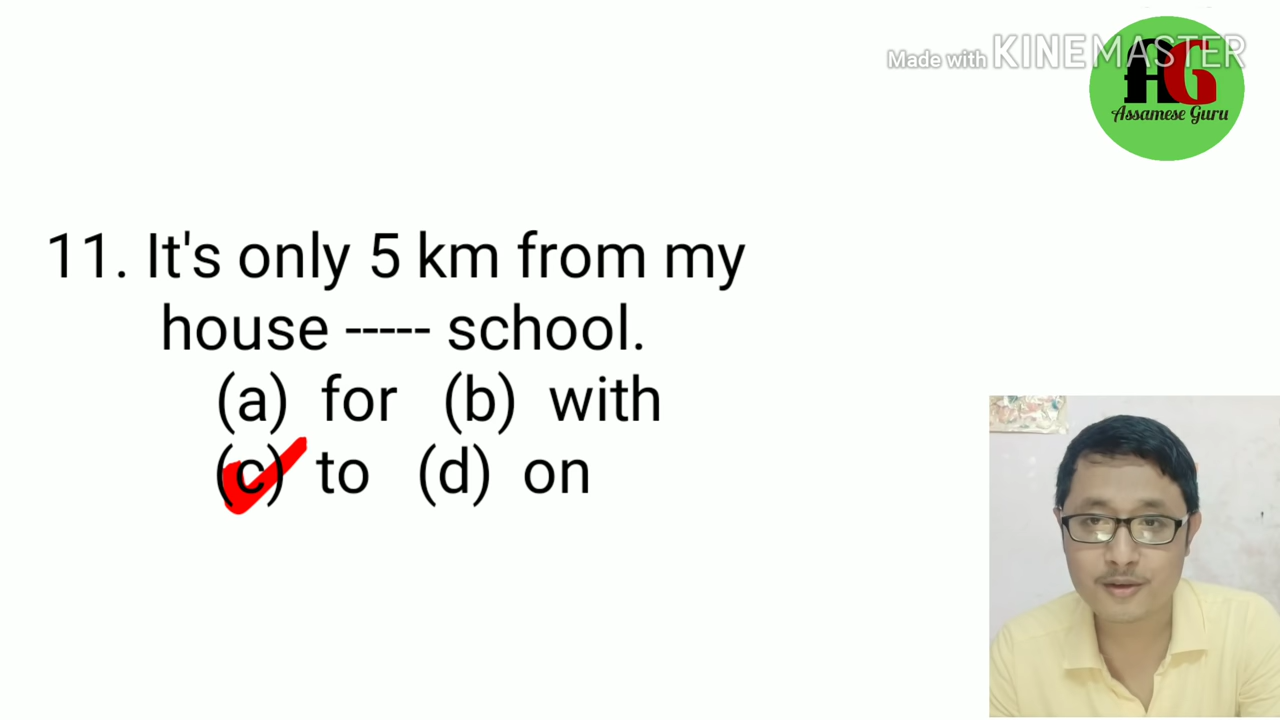 Made with KINEMASTER
AG
Assamese Guru
11. It's only 5 km from my
house ----- school.
(a) for (b) with
(c) to (d) on